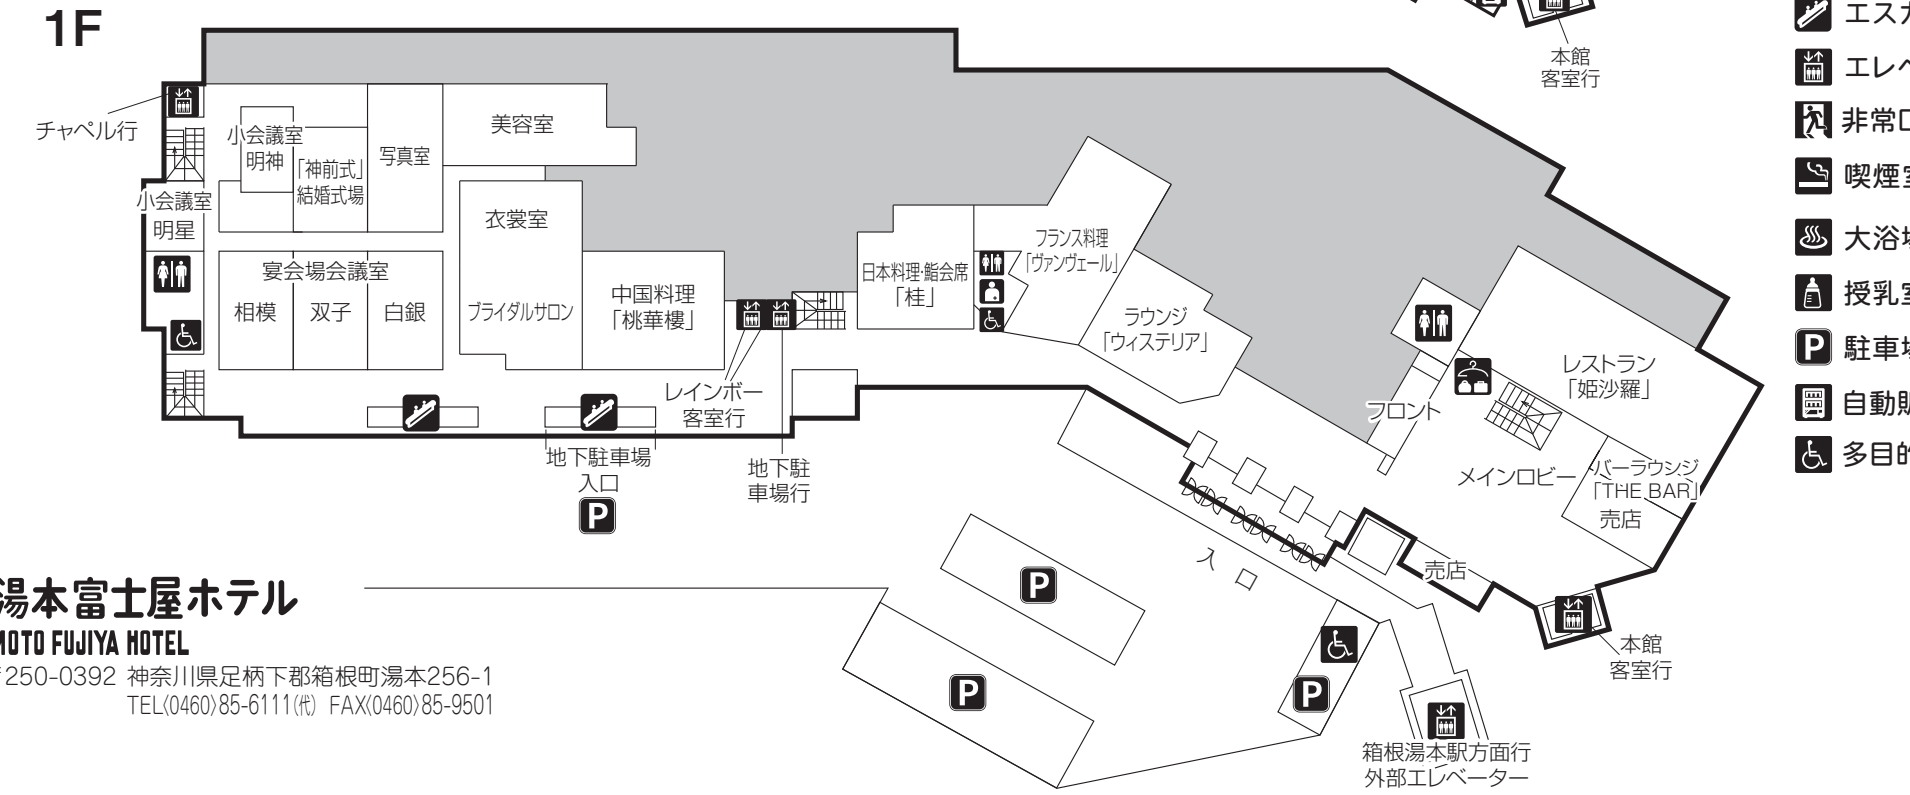 1F
本館
客室行
チャペル行
小会議室
明神
「神前式」
結婚式場
写真室
美容室
小会議室
明星
宴会場会議室
相模
双子
白銀
衣裳室
ブライダルサロン
中国料理
「桃華樓」
レインボー
客室行
日本料理・鮨会席
「桂」
フランス料理
「ヴァンヴェール」
ラウンジ
「ウィステリア」
フロント
レストラン
「姫沙羅」
メインロビー
バーラウンジ
「THE BAR」
売店
売店
入口
地下駐車場
入口
P
地下駐
車場行
P
P
P
本館
客室行
箱根湯本駅方面行
外部エレベーター
湯本富士屋ホテル
MOTO FUJIYA HOTEL
〒250-0392 神奈川県足柄下郡箱根町湯本256-1
TEL〈0460〉85-6111㈹ FAX〈0460〉85-9501
エスカ
エレベ
非常口
喫煙室
大浴場
授乳室
P 駐車場
自動販
多目的